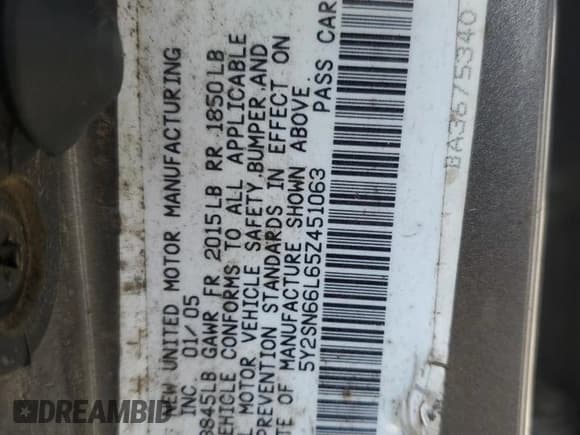 NEW UNITED MOTOR MANUFACTURING
INC 01/05
3845LB GAWR FR 2015LB RR 1850LB
VEHICLE CONFORMS TO ALL APPLICABLE
MOTOR VEHICLE SAFETY, BUMPER, AND
PREVENTION STANDARDS IN EFFECT ON
OF MANUFACTURE SHOWN ABOVE.
5Y2SN66L65Z451063 PASS CAR
BA3675340
DREAMBID